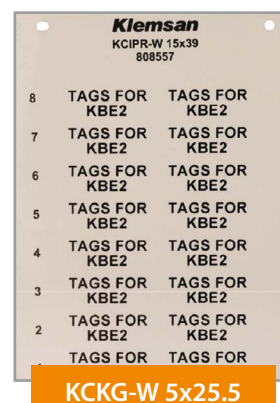 Klemsan
KCIPR-W 15x39
808557
8 TAGS FOR TAGS FOR
KBE2 KBE2
7 TAGS FOR TAGS FOR
KBE2 KBE2
6 TAGS FOR TAGS FOR
KBE2 KBE2
5 TAGS FOR TAGS FOR
KBE2 KBE2
4 TAGS FOR TAGS FOR
KBE2 KBE2
3 TAGS FOR TAGS FOR
KBE2 KBE2
2 TAGS FOR TAGS FOR
KBE2 KBE2
TAGS FOR TAGS FOR
KCKG-W 5x25.5